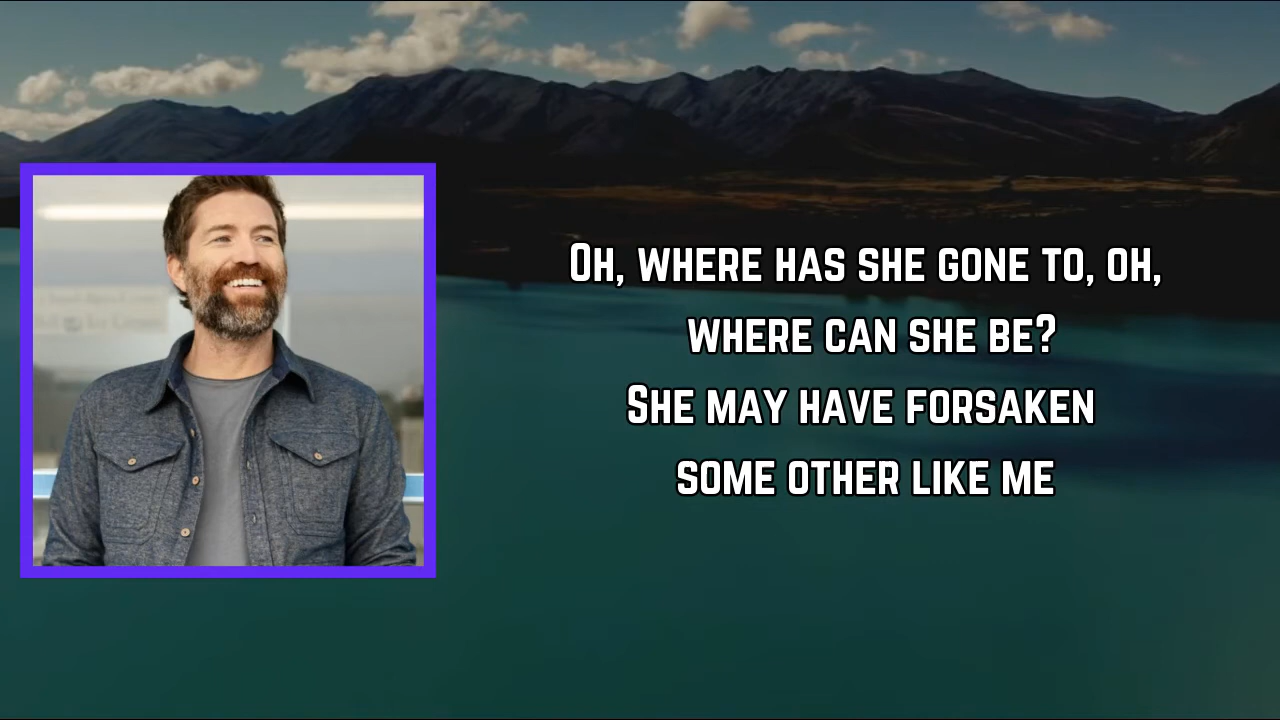 Oh, where has she gone to, oh,
where can she be?
She may have forsaken
some other like me